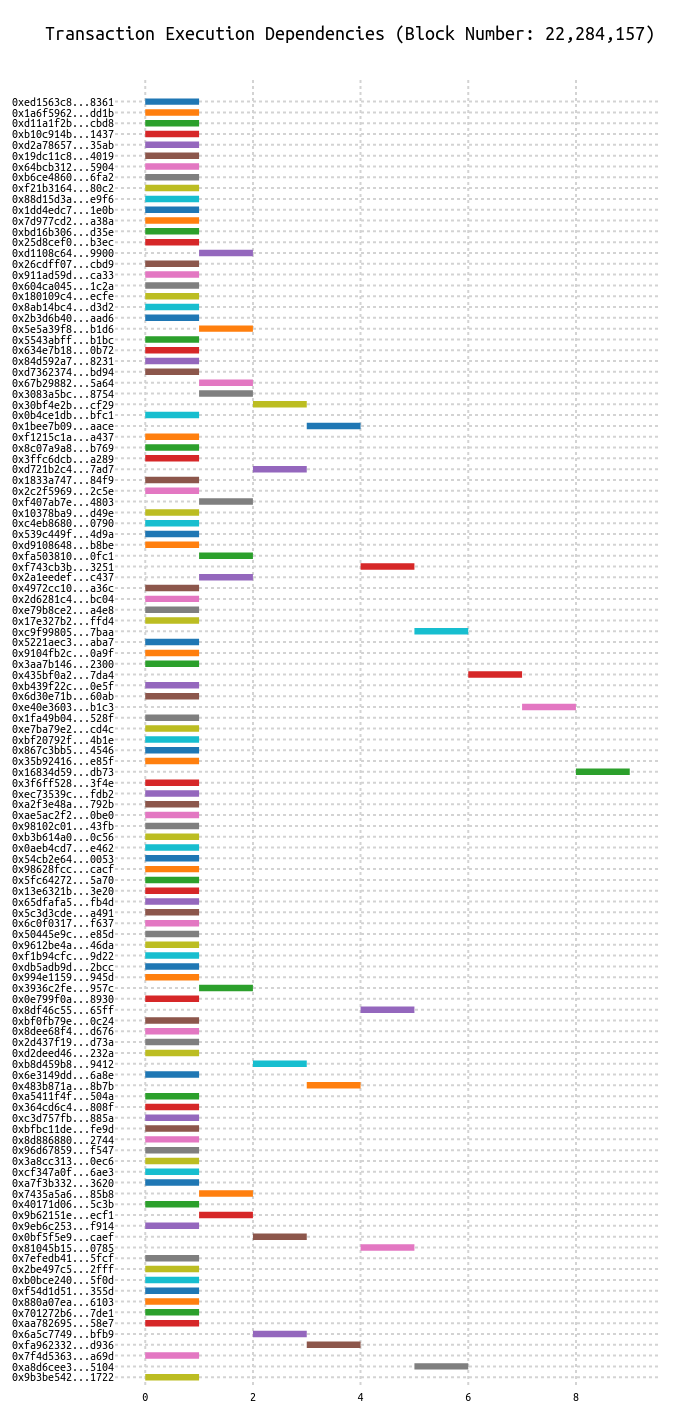 Transaction Execution Dependencies (Block Number: 22,284,157)
0xed1563c8...8361
0x1a6f5962...dd1b
0xd11a1f2b...cbd8
0xb10c914b...1437
0xd2a78657...35ab
0x19dc11c8...4019
0x64bcb312...5904
0xb6ce4860...6fa2
0xf21b3164...80c2
0x88d15d3a...e9f6
0x1dd4edc7...1e0b
0x7d977cd2...a38a
0xbd16b306...d35e
0x25d8cef0...b3ec
0xd1108c64...9900
0x26cdff07...cbd9
0x911ad59d...ca33
0x604ca045...1c2a
0x180109c4...ecfe
0x8ab14bc4...d3d2
0x2b3d6b40...aad6
0x5e5a39f8...b1d6
0x5543abff...b1bc
0x634e7b18...0b72
0x84d592a7...8231
0xd7362374...bd94
0x67b29882...5a64
0x3083a5bc...8754
0x30bf4e2b...cf29
0x0b4ce1db...bfc1
0x1bee7b09...aace
0xf1215c1a...a437
0x8c07a9a8...b769
0x3ffc6dcb...a289
0xd721b2c4...7ad7
0x1833a747...84f9
0x2c2f5969...2c5e
0xf407ab7e...4803
0x10378ba9...d49e
0xc4eb8680...0790
0x539c449f...4d9a
0xd9108648...b8be
0xfa503810...0fc1
0xf743cb3b...3251
0x2a1eedef...c437
0x4972cc10...a36c
0x2d6281c4...bc04
0xe79b8ce2...a4e8
0x17e327b2...ffd4
0xc9f99805...7baa
0x5221aec3...aba7
0x9104fb2c...0a9f
0x3aa7b146...2300
0x435bf0a2...7da4
0xb439f22c...0e5f
0x6d30e71b...60ab
0xe40e3603...b1c3
0x1fa49b04...528f
0xe7ba79e2...cd4c
0xbf20792f...4b1e
0x867c3bb5...4546
0x35b92416...e85f
0x16834d59...db73
0x3f6ff528...3f4e
0xec73539c...fdb2
0xa2f3e48a...792b
0xae5ac2f2...0be0
0x98102c01...43fb
0xb3b614a0...0c56
0x0aeb4cd7...e462
0x54cb2e64...0053
0x98628fcc...cacf
0x5fc64272...5a70
0x13e6321b...3e20
0x65dfafa5...fb4d
0x5c3d3cde...a491
0x6c0f0317...f637
0x50445e9c...e85d
0x9612be4a...46da
0xf1b94cfc...9d22
0xdb5adb9d...2bcc
0x994e1159...945d
0x3936c2fe...957c
0x0e799f0a...8930
0x8df46c55...65ff
0xbf0fb79e...0c24
0x8dee68f4...d676
0x2d437f19...d73a
0xd2deed46...232a
0xb8d459b8...9412
0x6e3149dd...6a8e
0x483b871a...8b7b
0xa5411f4f...504a
0x364cd6c4...808f
0xc3d757fb...885a
0xbfbc11de...fe9d
0x8d886880...2744
0x96d67859...f547
0x3a8cc313...0ec6
0xcf347a0f...6ae3
0xa7f3b332...3620
0x7435a5a6...85b8
0x40171d06...5c3b
0x9b62151e...ecf1
0x9eb6c253...f914
0x0bf5f5e9...caef
0x81045b15...0785
0x7efedb41...5fcf
0x2be497c5...2fff
0xb0bce240...5f0d
0xf54d1d51...355d
0x880a07ea...6103
0x701272b6...7de1
0xaa782695...58e7
0x6a5c7749...bfb9
0xfa962332...d936
0x7f4d5363...a69d
0xa8d6cee3...5104
0x9b3be542...1722
0 2 4 6 8